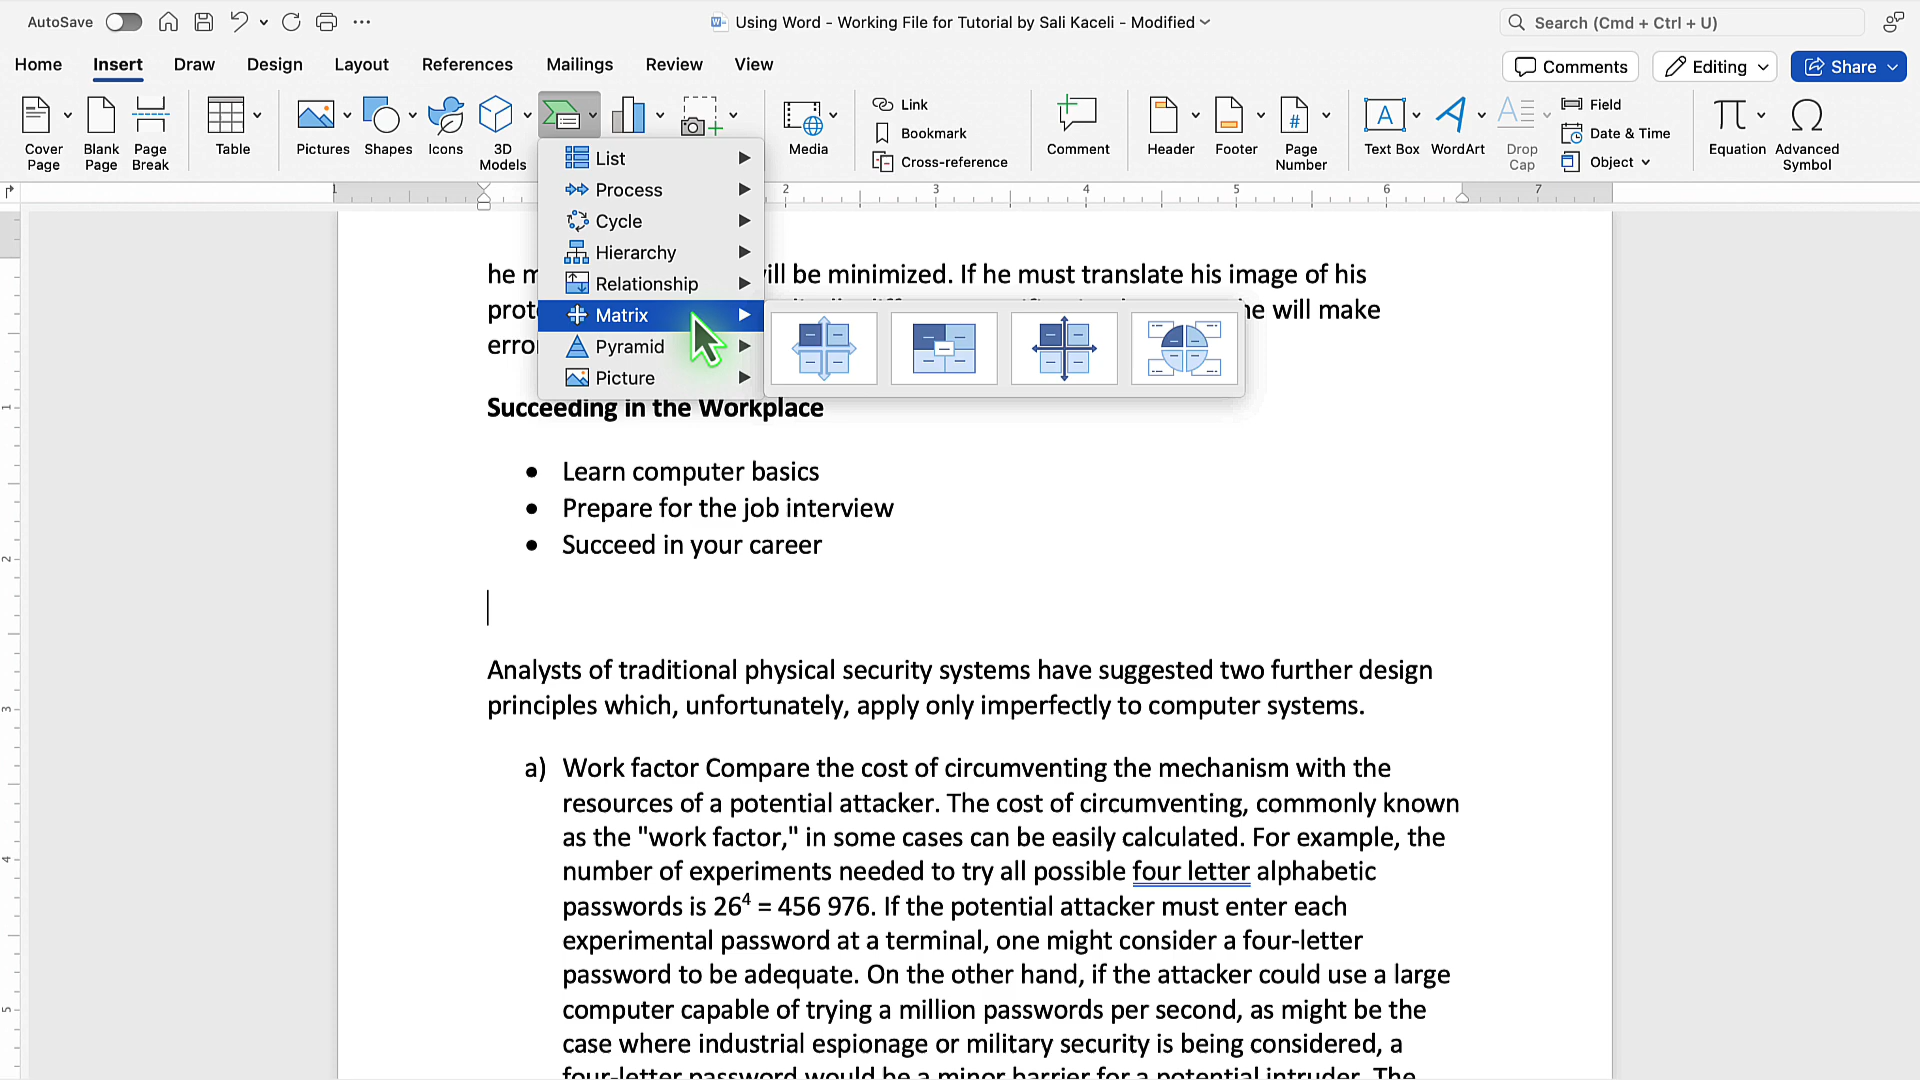 AutoSave
Using Word - Working File for Tutorial by Sali Kaceli - Modified
Search (Cmd + Ctrl + U)
Home Insert Draw Design Layout References Mailings Review View
Comments Editing Share
Cover Page
Blank Page
Page Break
Table
Pictures
Shapes
Icons
3D Models
Media
Link
Bookmark
Cross-reference
Comment
Header
Footer
Page Number
Text Box
WordArt
Drop Cap
Field
Date & Time
Object
Equation
Advanced Symbol
List
Process
Cycle
Hierarchy
Relationship
Matrix
Pyramid
Picture
1 2 3 4 5 6 7
he ill be minimized. If he must translate his image of his
prot he will make
erro
Succeeding in the Workplace
• Learn computer basics
• Prepare for the job interview
• Succeed in your career
Analysts of traditional physical security systems have suggested two further design
principles which, unfortunately, apply only imperfectly to computer systems.
a) Work factor Compare the cost of circumventing the mechanism with the
resources of a potential attacker. The cost of circumventing, commonly known
as the "work factor," in some cases can be easily calculated. For example, the
number of experiments needed to try all possible four letter alphabetic
passwords is 26⁴ = 456 976. If the potential attacker must enter each
experimental password at a terminal, one might consider a four-letter
password to be adequate. On the other hand, if the attacker could use a large
computer capable of trying a million passwords per second, as might be the
case where industrial espionage or military security is being considered, a
four-letter password would be a minor barrier for a potential intruder. The
1
2
3
4
5